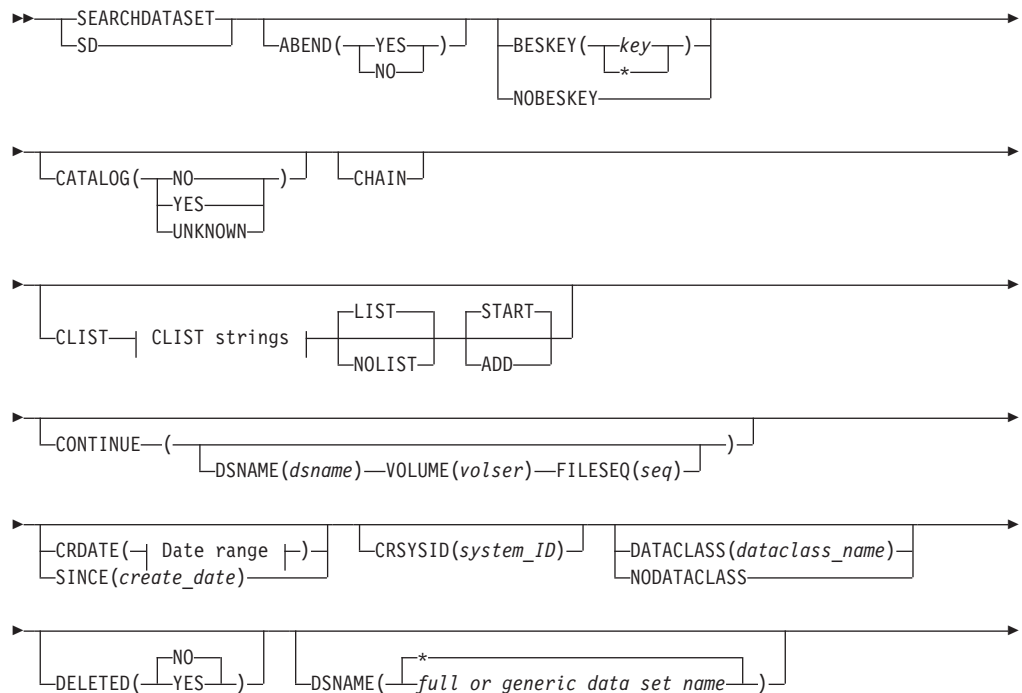 SEARCHDATASET
SD
ABEND( YES )
NO
BESKEY( key )
*
NOBESKEY
CATALOG( NO )
YES
UNKNOWN
CHAIN
CLIST CLIST strings
LIST
NOLIST
START
ADD
CONTINUE ( )
DSNAME(dsname) VOLUME(volser) FILESEQ(seq)
CRDATE( Date range )
SINCE(create_date)
CRSYSID(system_ID)
DATACLASS(dataclass_name)
NODATACLASS
NO
DELETED( YES )
*
DSNAME( full or generic data set name )